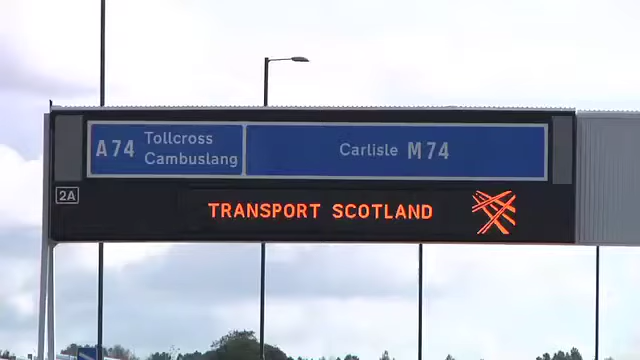 A74
Tollcross
Cambuslang
Carlisle M74
2A
TRANSPORT SCOTLAND